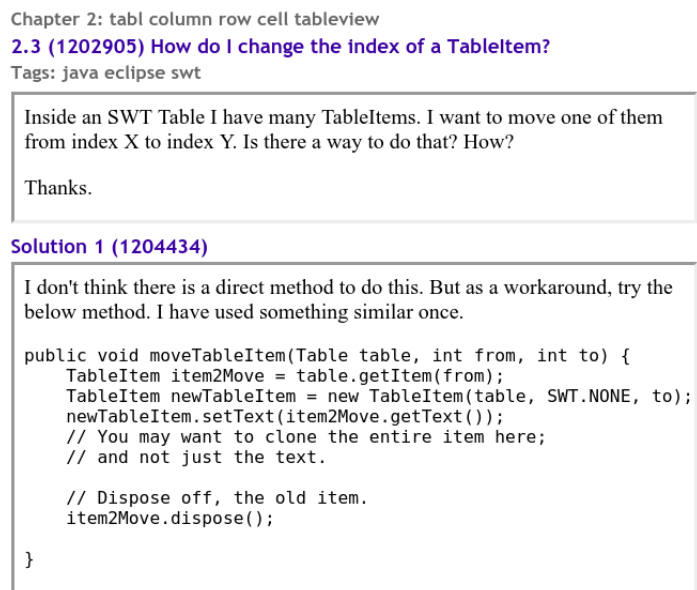 Chapter 2: tabl column row cell tableview
2.3 (1202905) How do I change the index of a TableItem?
Tags: java eclipse swt
Inside an SWT Table I have many TableItems. I want to move one of them
from index X to index Y. Is there a way to do that? How?
Thanks.
Solution 1 (1204434)
I don't think there is a direct method to do this. But as a workaround, try the
below method. I have used something similar once.
public void moveTableItem(Table table, int from, int to) {
    TableItem item2Move = table.getItem(from);
    TableItem newTableItem = new TableItem(table, SWT.NONE, to);
    newTableItem.setText(item2Move.getText());
    // You may want to clone the entire item here;
    // and not just the text.
    // Dispose off, the old item.
    item2Move.dispose();
}